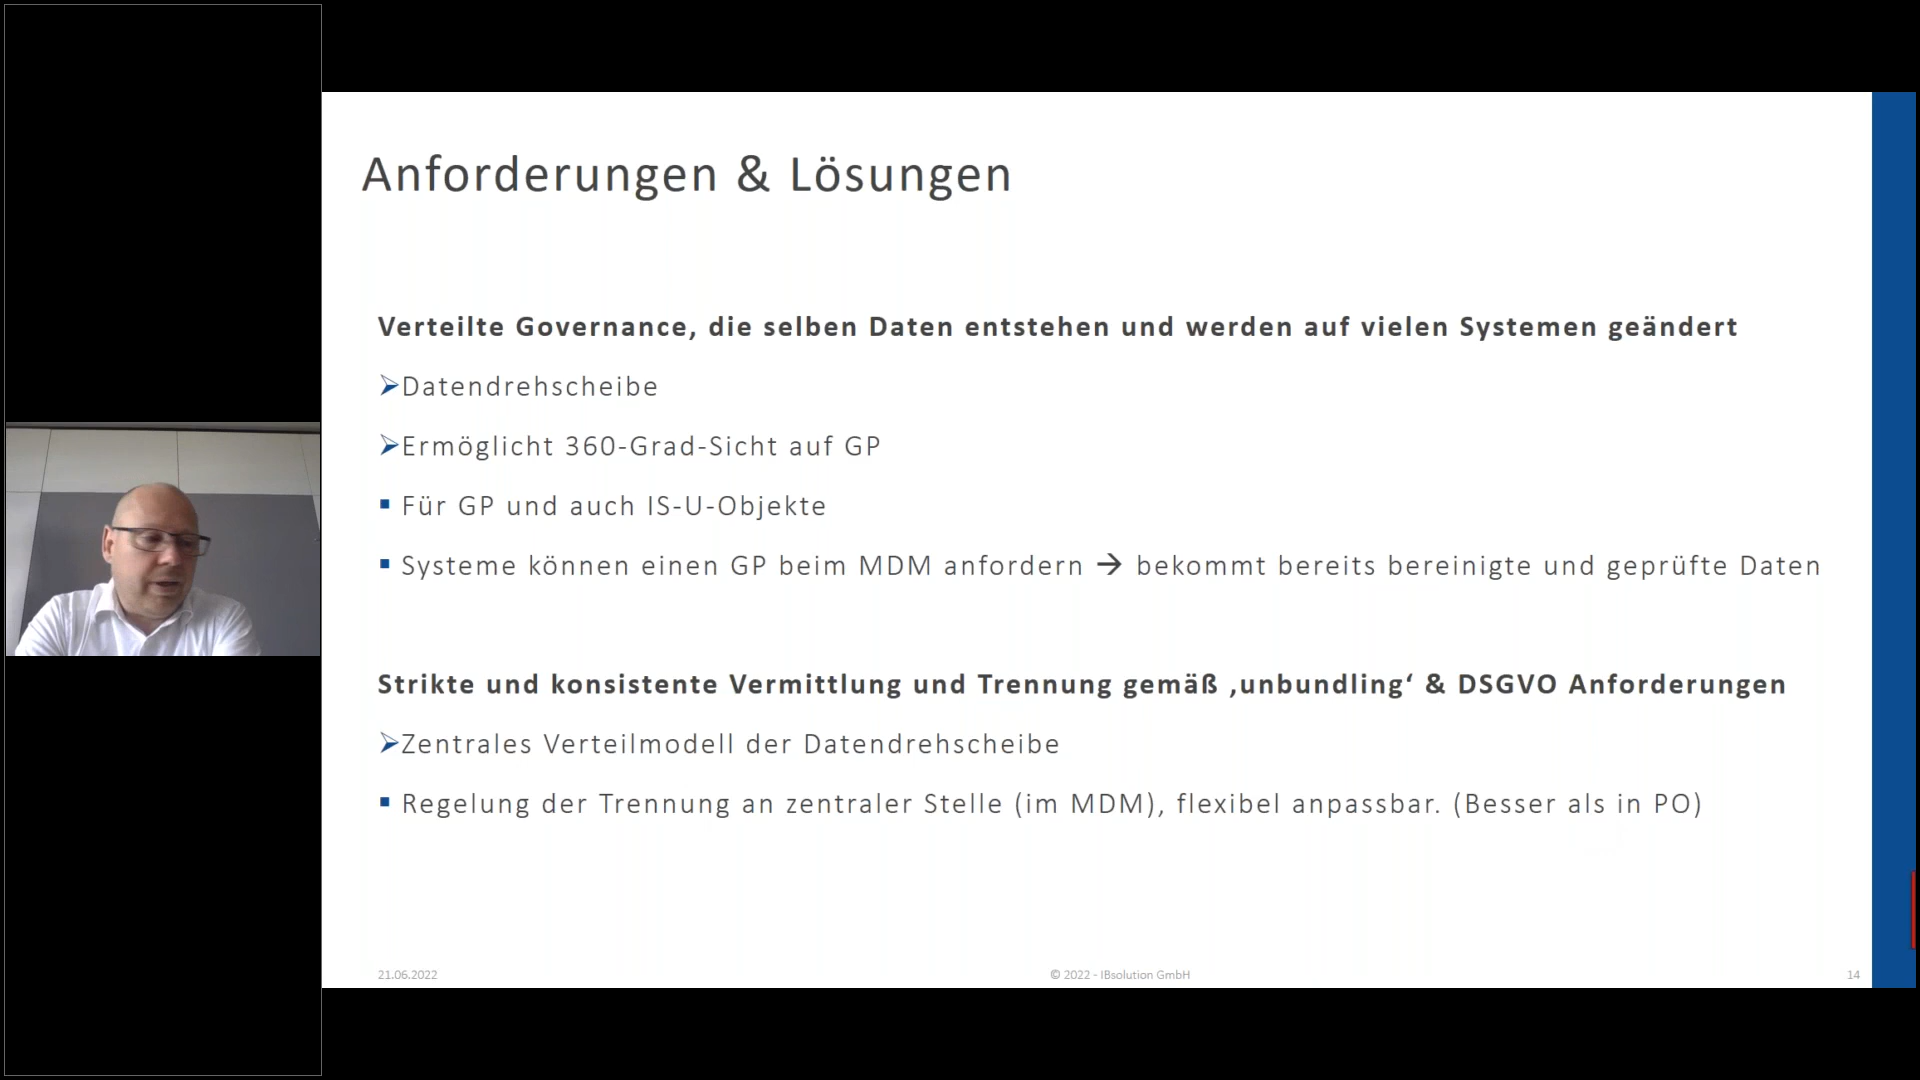 Anforderungen & Lösungen
Verteilte Governance, die selben Daten entstehen und werden auf vielen Systemen geändert
➢Datendrehscheibe
➢Ermöglicht 360-Grad-Sicht auf GP
▪ Für GP und auch IS-U-Objekte
▪ Systeme können einen GP beim MDM anfordern → bekommt bereits bereinigte und geprüfte Daten
Strikte und konsistente Vermittlung und Trennung gemäß ‚unbundling‘ & DSGVO Anforderungen
➢Zentrales Verteilmodell der Datendrehscheibe
▪ Regelung der Trennung an zentraler Stelle (im MDM), flexibel anpassbar. (Besser als in PO)
21.06.2022
© 2022 - IBsolution GmbH
14